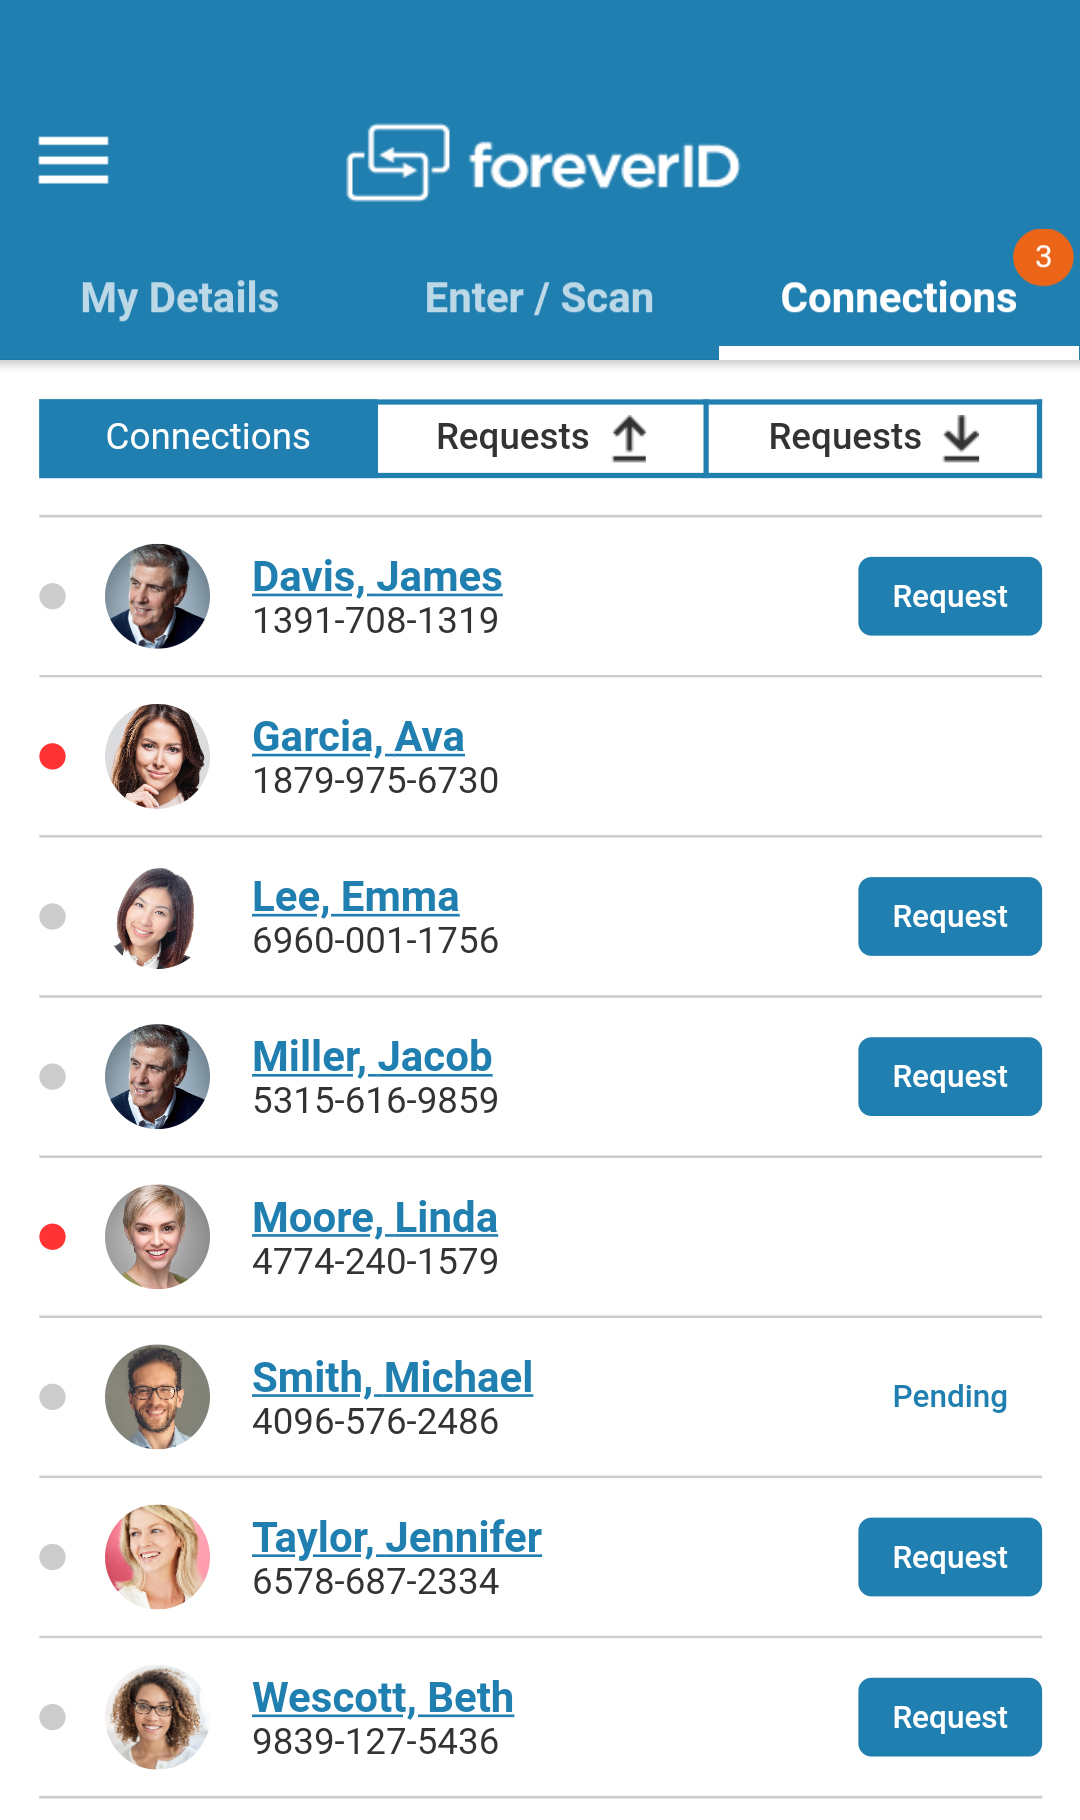 foreverID
3
My Details Enter / Scan Connections
Connections Requests Requests
Davis, James
1391-708-1319
Request
Garcia, Ava
1879-975-6730
Lee, Emma
6960-001-1756
Request
Miller, Jacob
5315-616-9859
Request
Moore, Linda
4774-240-1579
Smith, Michael
4096-576-2486
Pending
Taylor, Jennifer
6578-687-2334
Request
Wescott, Beth
9839-127-5436
Request